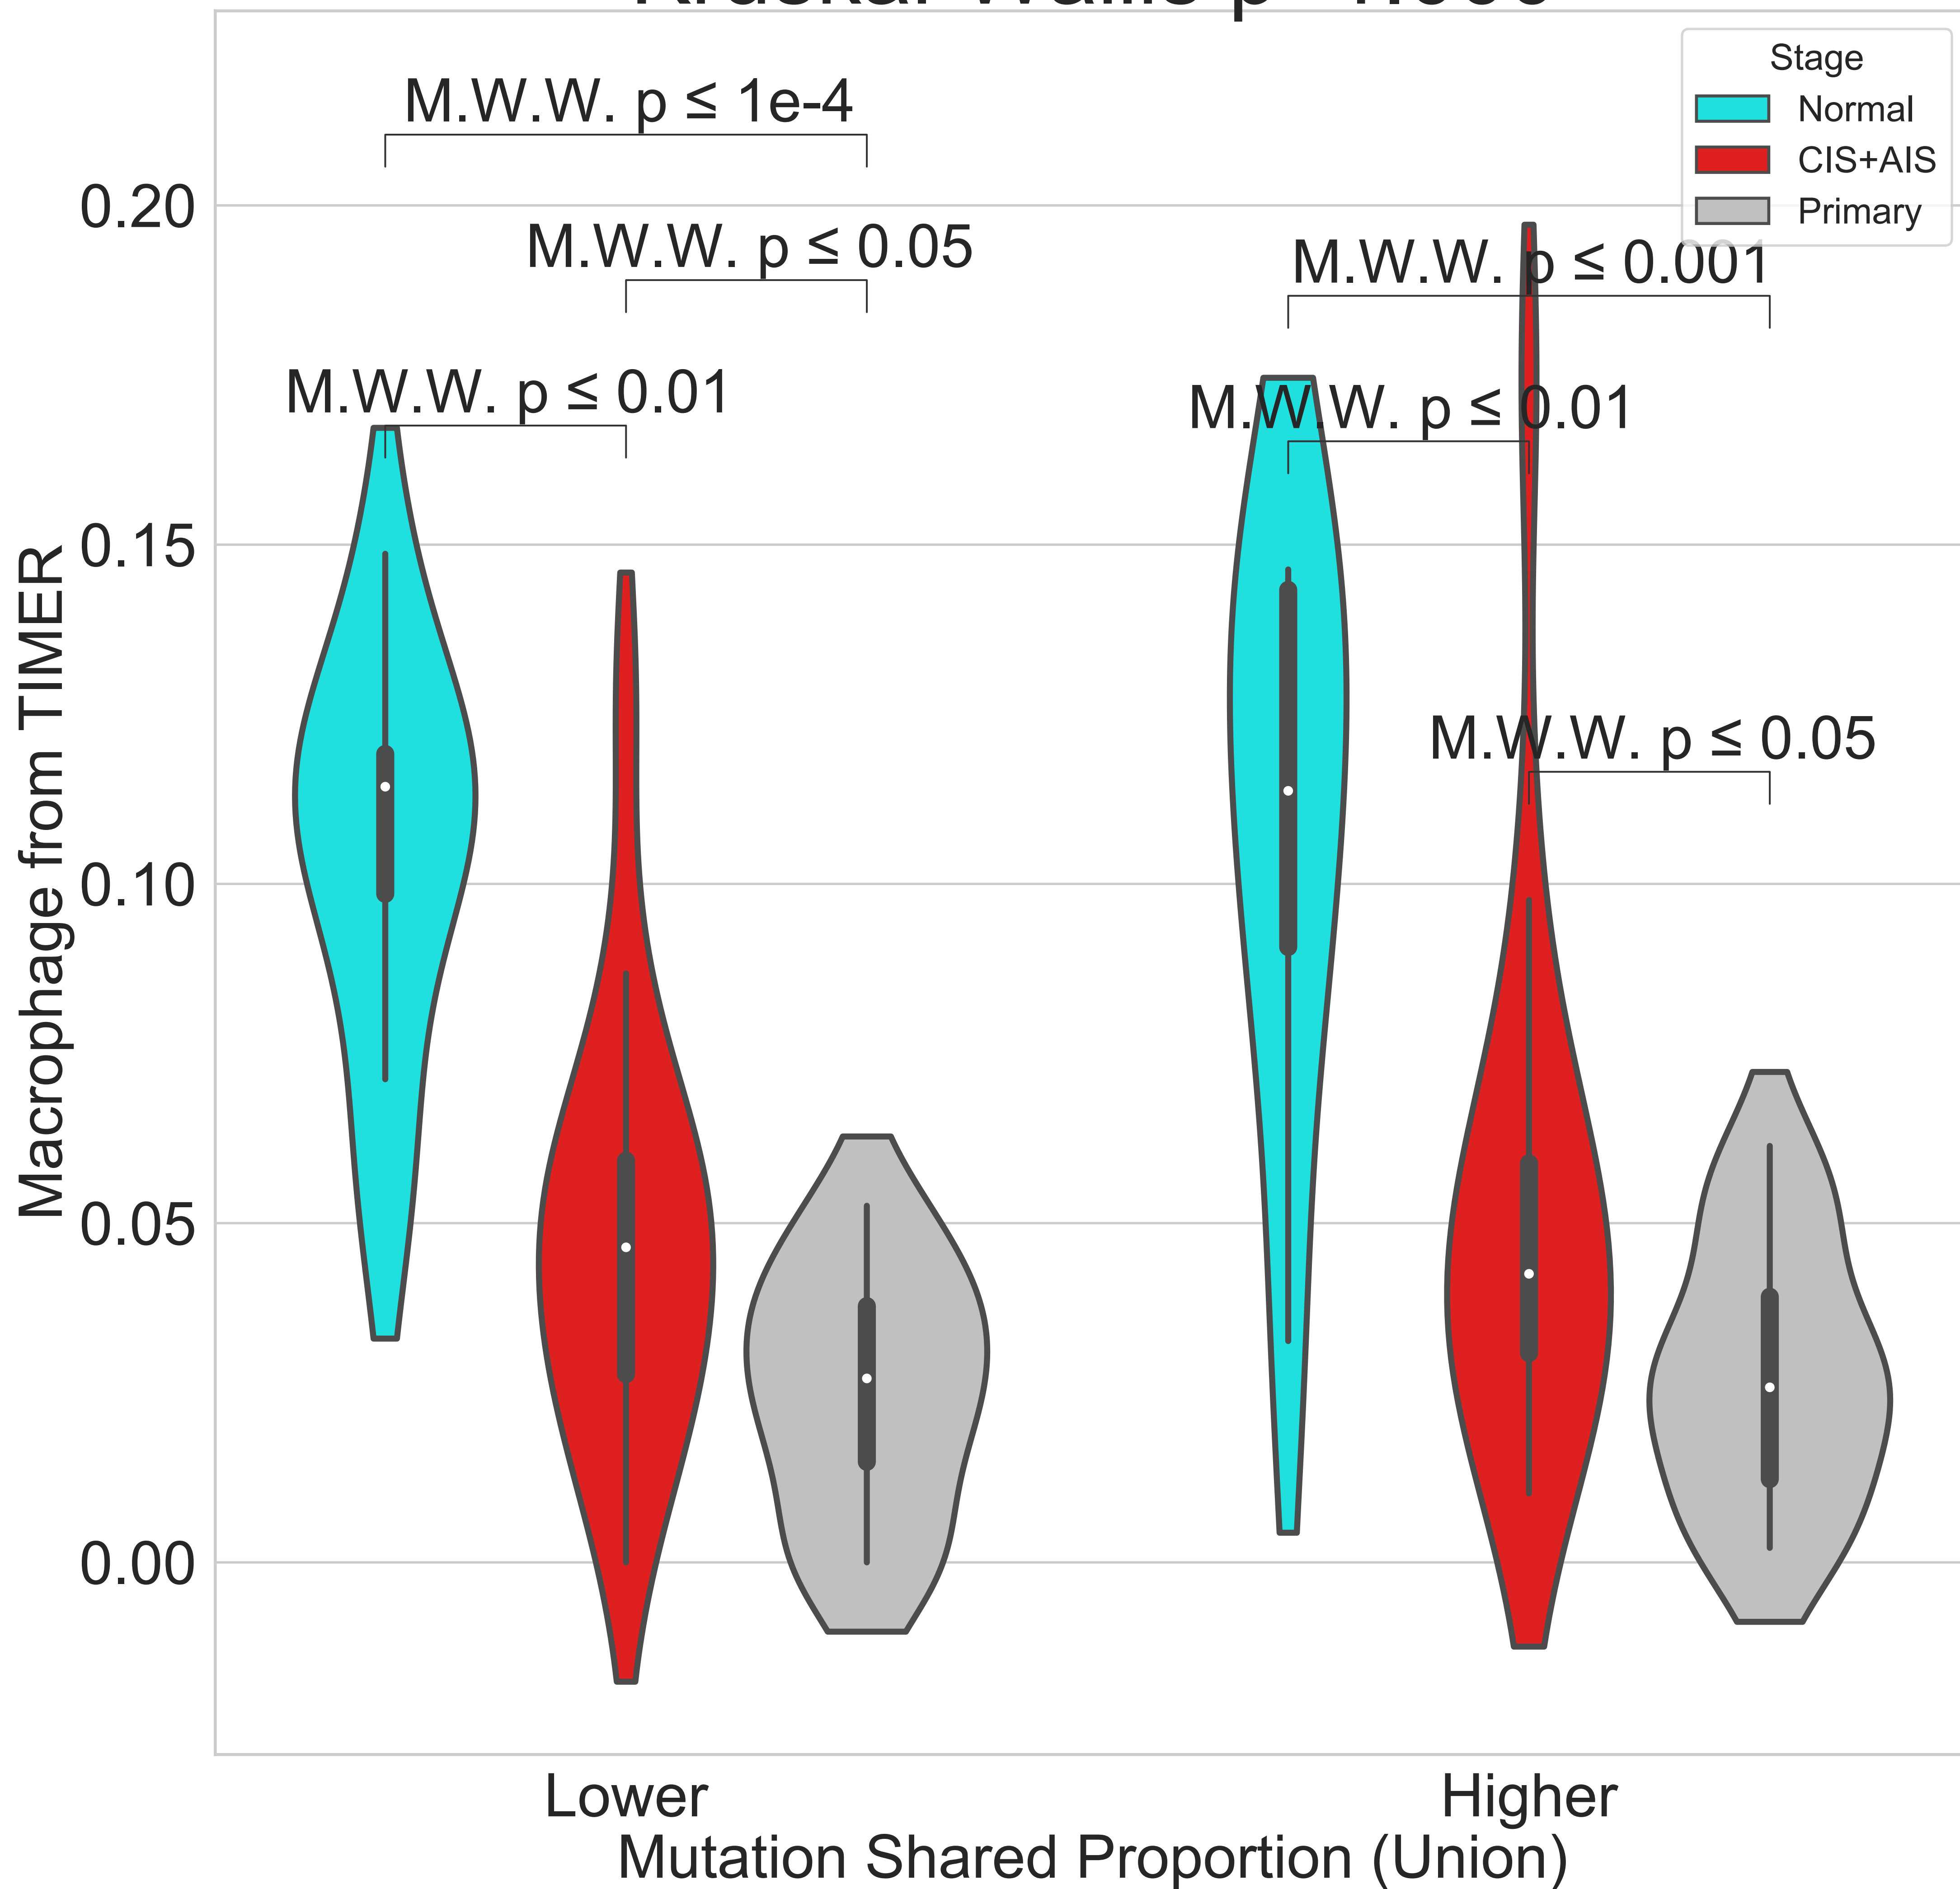 Stage
Normal
CIS+AIS
Primary
M.W.W. p ≤ 1e-4
M.W.W. p ≤ 0.05
M.W.W. p ≤ 0.001
M.W.W. p ≤ 0.01
M.W.W. p ≤ 0.01
M.W.W. p ≤ 0.05
0.20
0.15
0.10
0.05
0.00
Macrophage from TIMER
Lower
Higher
Mutation Shared Proportion (Union)